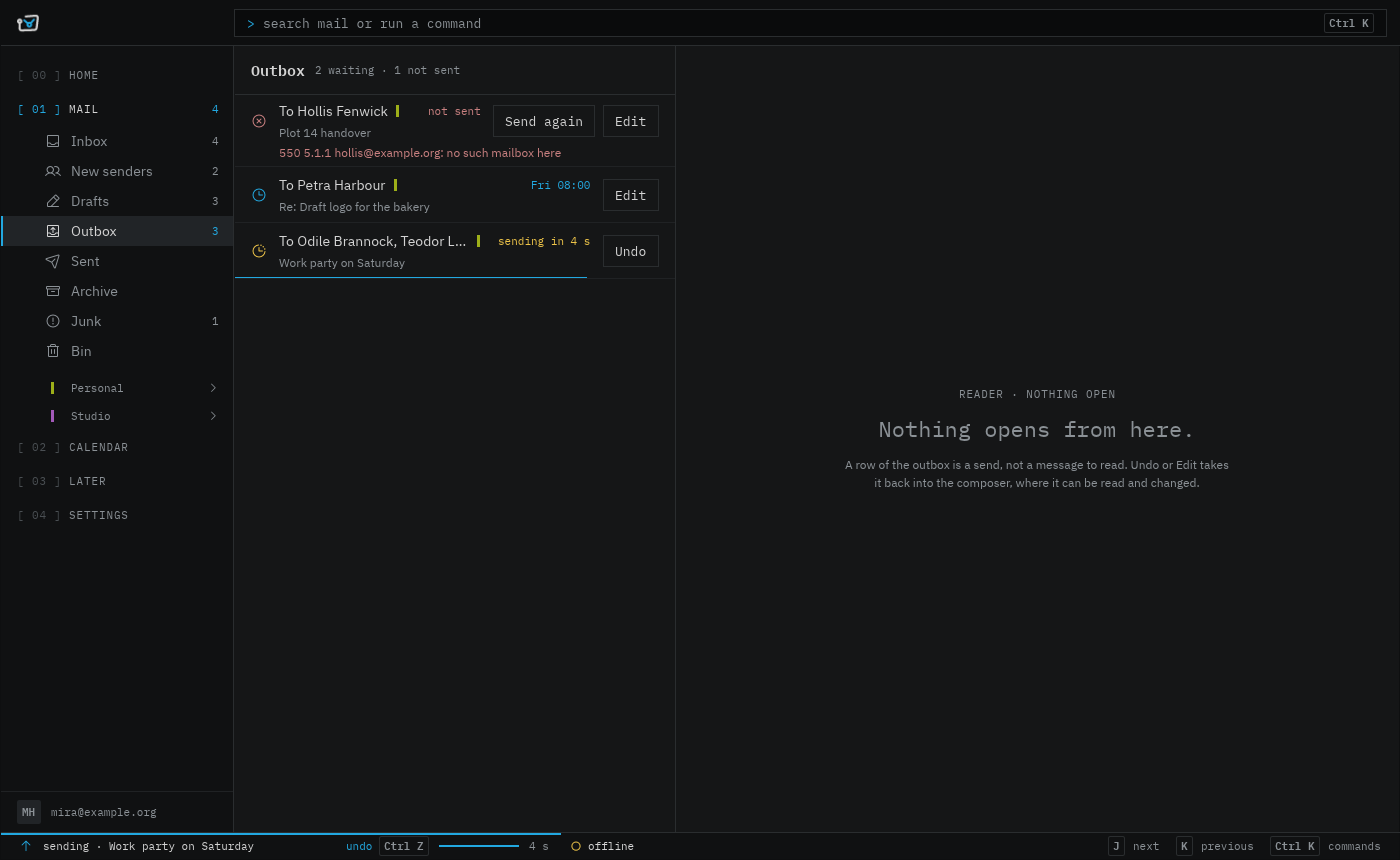 > search mail or run a command Ctrl K
[ 00 ] HOME
[ 01 ] MAIL 4
Inbox 4
New senders 2
Drafts 3
Outbox 3
Sent
Archive
Junk 1
Bin
Personal
Studio
[ 02 ] CALENDAR
[ 03 ] LATER
[ 04 ] SETTINGS
MH mira@example.org
Outbox 2 waiting · 1 not sent
To Hollis Fenwick not sent Send again Edit
Plot 14 handover
550 5.1.1 hollis@example.org: no such mailbox here
To Petra Harbour Fri 08:00 Edit
Re: Draft logo for the bakery
To Odile Brannock, Teodor L... sending in 4 s Undo
Work party on Saturday
READER · NOTHING OPEN
Nothing opens from here.
A row of the outbox is a send, not a message to read. Undo or Edit takes
it back into the composer, where it can be read and changed.
sending · Work party on Saturday undo Ctrl Z 4 s offline J next K previous Ctrl K commands